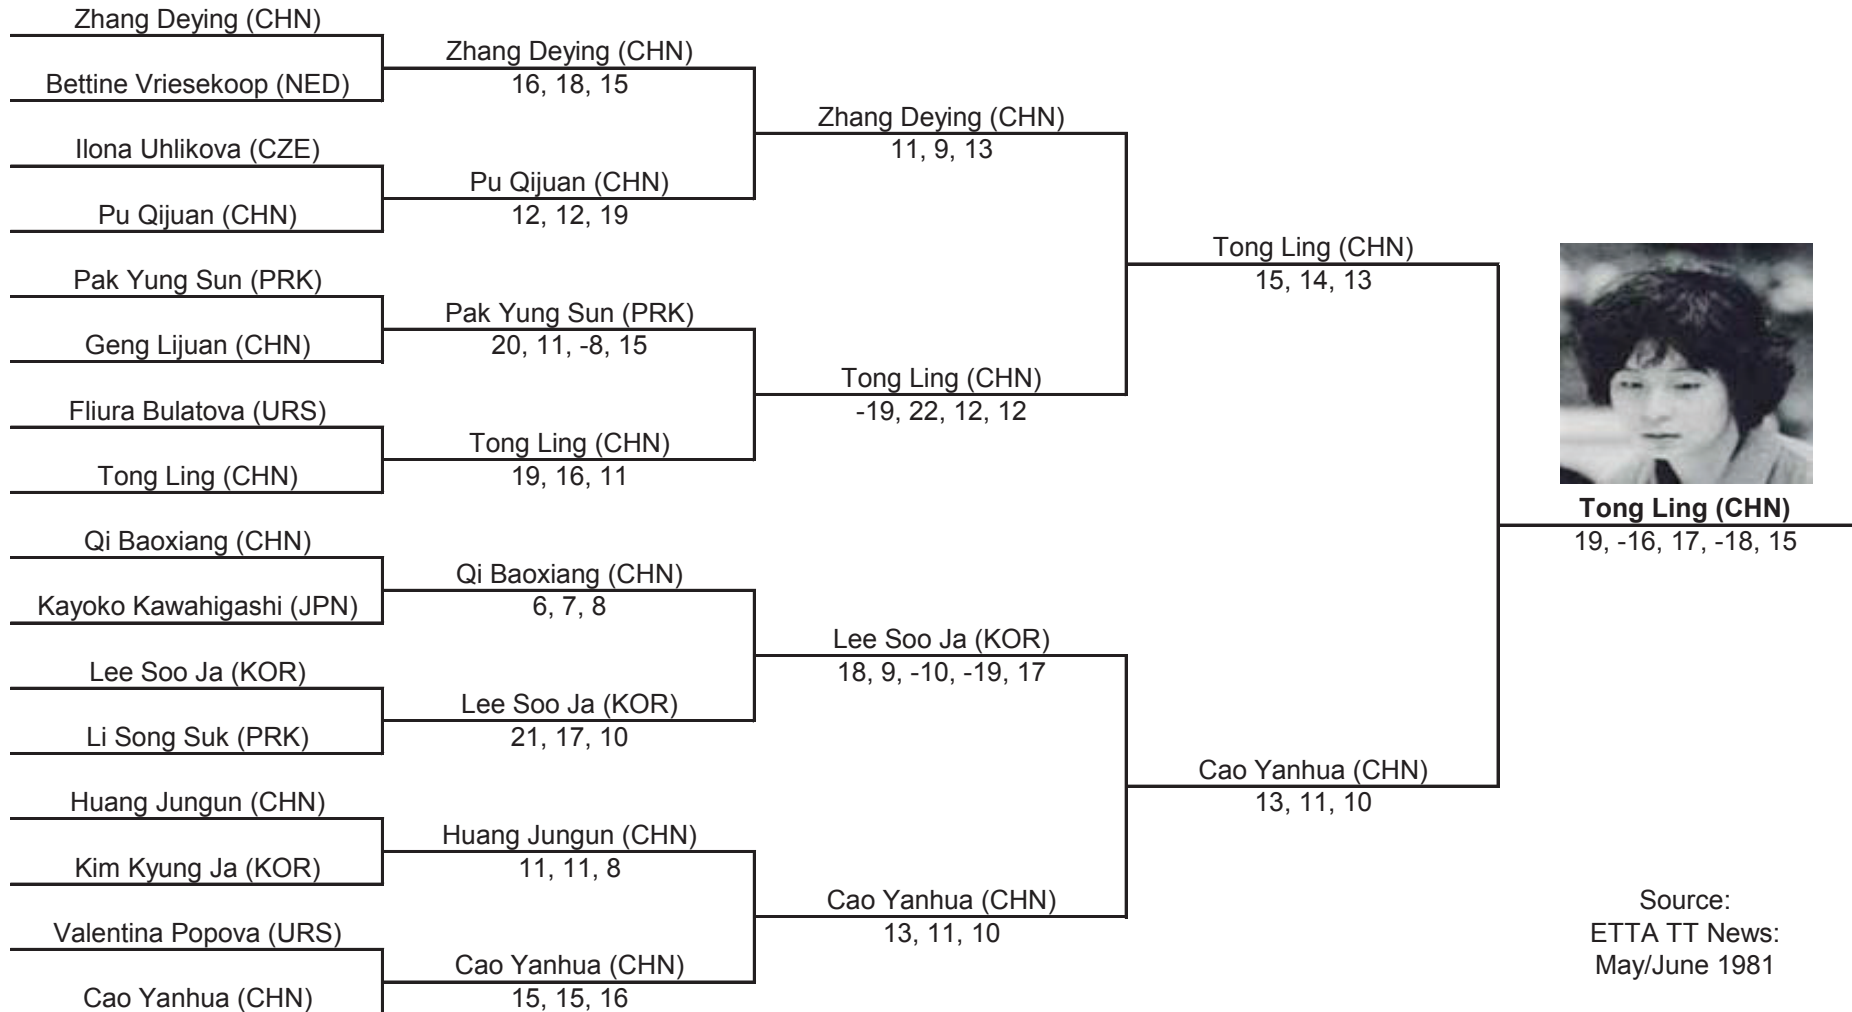 Zhang Deying (CHN)
Bettine Vriesekoop (NED)
Ilona Uhlikova (CZE)
Pu Qijuan (CHN)
Pak Yung Sun (PRK)
Geng Lijuan (CHN)
Fliura Bulatova (URS)
Tong Ling (CHN)
Qi Baoxiang (CHN)
Kayoko Kawahigashi (JPN)
Lee Soo Ja (KOR)
Li Song Suk (PRK)
Huang Jungun (CHN)
Kim Kyung Ja (KOR)
Valentina Popova (URS)
Cao Yanhua (CHN)
Zhang Deying (CHN)
16, 18, 15
Pu Qijuan (CHN)
12, 12, 19
Pak Yung Sun (PRK)
20, 11, -8, 15
Tong Ling (CHN)
19, 16, 11
Qi Baoxiang (CHN)
6, 7, 8
Lee Soo Ja (KOR)
21, 17, 10
Huang Jungun (CHN)
11, 11, 8
Cao Yanhua (CHN)
15, 15, 16
Zhang Deying (CHN)
11, 9, 13
Tong Ling (CHN)
-19, 22, 12, 12
Lee Soo Ja (KOR)
18, 9, -10, -19, 17
Cao Yanhua (CHN)
13, 11, 10
Tong Ling (CHN)
15, 14, 13
Cao Yanhua (CHN)
13, 11, 10
Tong Ling (CHN)
19, -16, 17, -18, 15
Source:
ETTA TT News:
May/June 1981